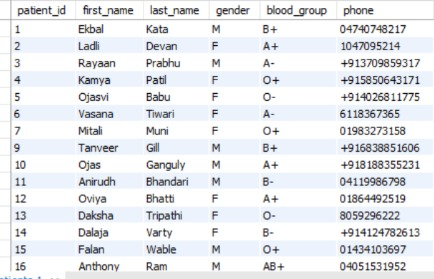 patient_id first_name last_name gender blood_group phone
1 Ekbal Kata M B+ 04740748217
2 Ladli Devan F A+ 1047095214
3 Rayaan Prabhu M A- +913709859317
4 Kamya Patil F O+ +915850643171
5 Ojasvi Babu F O- +914026811775
6 Vasana Tiwari F A- 6118367365
7 Mitali Muni F O+ 01983273158
9 Tanveer Gill M B+ +916838851606
10 Ojas Ganguly M A+ +918188355231
11 Anirudh Bhandari M B- 04119986798
12 Oviya Bhatti F A+ 01864492519
13 Daksha Tripathi F O- 8059296222
14 Dalaja Varty F B- +914124782613
15 Falan Wable M O+ 01434103697
16 Anthony Ram M AB+ 04051531952